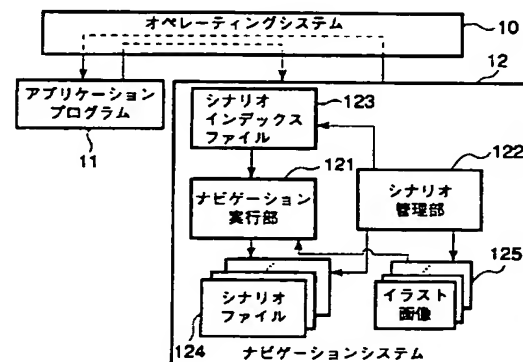 オペレーティングシステム
10
12
アプリケーション
プログラム
11
シナリオ
インデックス
ファイル
123
121
122
ナビゲーション
実行部
シナリオ
管理部
125
シナリオ
ファイル
イラスト
画像
124
ナビゲーションシステム